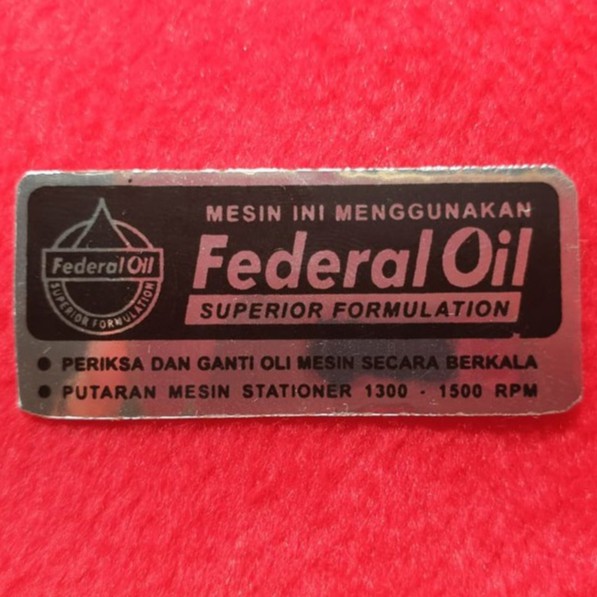 MESIN INI MENGGUNAKAN
Federal Oil
SUPERIOR FORMULATION
Federal Oil
SUPERIOR FORMULATION
● PERIKSA DAN GANTI OLI MESIN SECARA BERKALA
● PUTARAN MESIN STATIONER 1300 - 1500 RPM